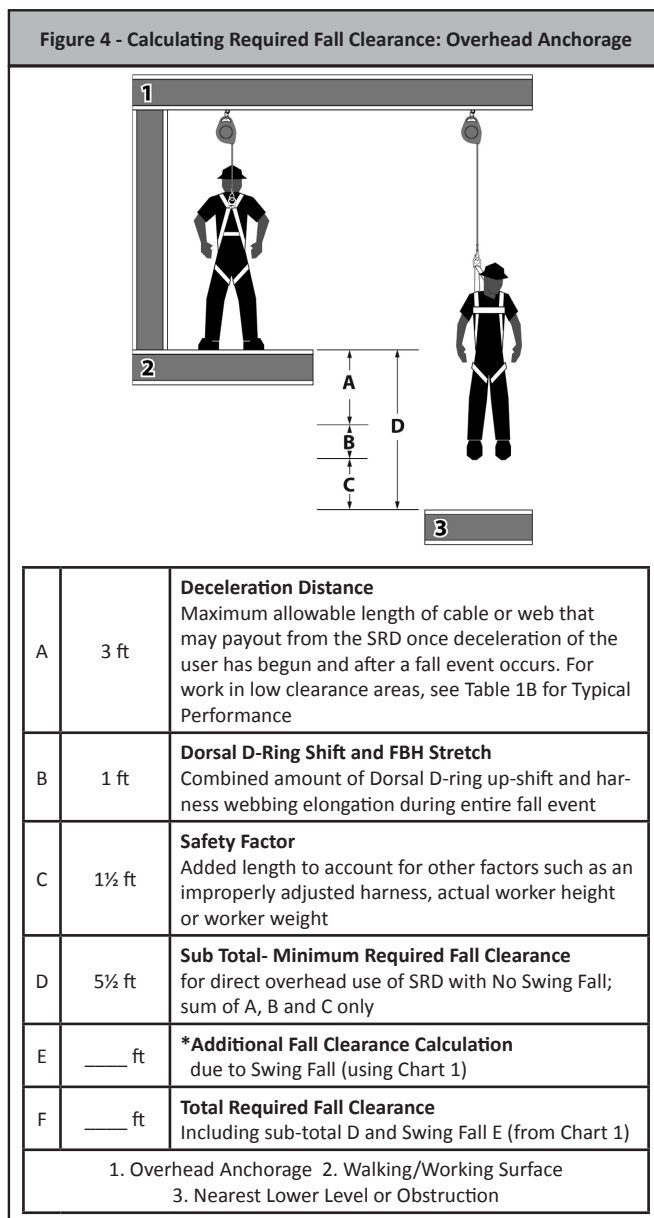 Figure 4 - Calculating Required Fall Clearance: Overhead Anchorage
1
2
A
B
C
D
3
A
3 ft
Deceleration Distance
Maximum allowable length of cable or web that
may payout from the SRD once deceleration of the
user has begun and after a fall event occurs. For
work in low clearance areas, see Table 1B for Typical
Performance
B
1 ft
Dorsal D-Ring Shift and FBH Stretch
Combined amount of Dorsal D-ring up-shift and har-
ness webbing elongation during entire fall event
C
1½ ft
Safety Factor
Added length to account for other factors such as an
improperly adjusted harness, actual worker height
or worker weight
D
5½ ft
Sub Total- Minimum Required Fall Clearance
for direct overhead use of SRD with No Swing Fall;
sum of A, B and C only
E
____ ft
*Additional Fall Clearance Calculation
due to Swing Fall (using Chart 1)
F
____ ft
Total Required Fall Clearance
Including sub-total D and Swing Fall E (from Chart 1)
1. Overhead Anchorage 2. Walking/Working Surface
3. Nearest Lower Level or Obstruction